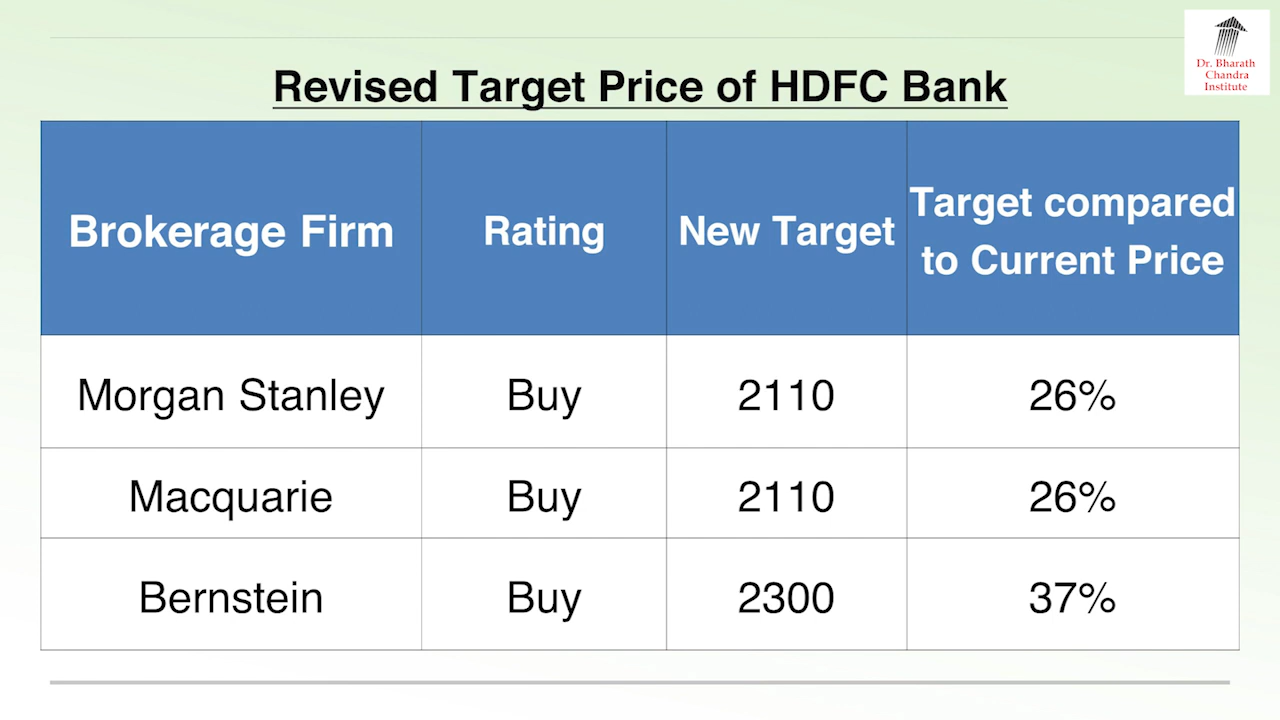 Dr. Bharath
Chandra
Institute
Revised Target Price of HDFC Bank
Brokerage Firm Rating New Target Target compared to Current Price
Morgan Stanley Buy 2110 26%
Macquarie Buy 2110 26%
Bernstein Buy 2300 37%